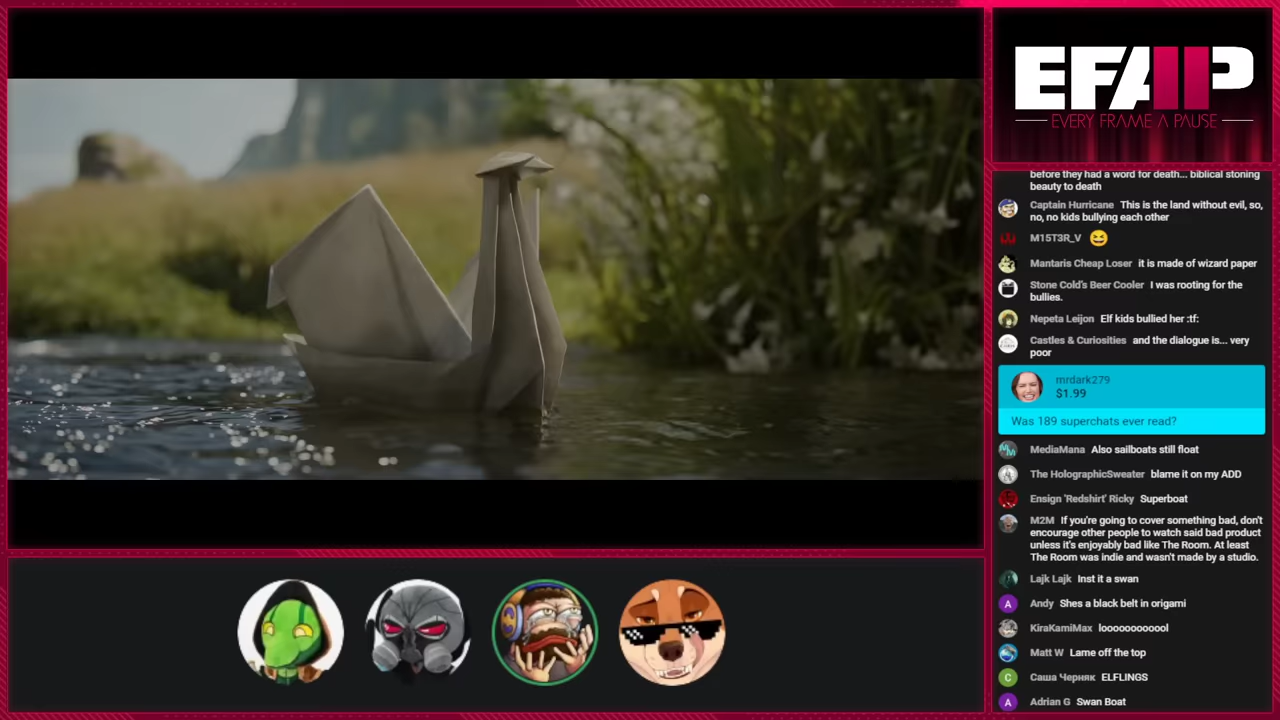 EFAP
EVERY FRAME A PAUSE
before they had a word for death... biblical stoning
beauty to death
Captain Hurricane This is the land without evil, so,
no, no kids bullying each other
M15T3R_V 😆
Mantaris Cheap Loser it is made of wizard paper
Stone Cold's Beer Cooler I was rooting for the
bullies.
Nepeta Leijon Elf kids bullied her :tf:
Castles & Curiosities and the dialogue is... very
poor
mrdark279
$1.99
Was 189 superchats ever read?
MediaMana Also sailboats still float
The HolographicSweater blame it on my ADD
Ensign 'Redshirt' Ricky Superboat
M2M If you're going to cover something bad, don't
encourage other people to watch said bad product
unless it's enjoyably bad like The Room. At least
The Room was indie and wasn't made by a studio.
Lajk Lajk Inst it a swan
A Andy Shes a black belt in origami
KiraKamiMax looooooooooool
Matt W Lame off the top
C Саша Черняк ELFLINGS
A Adrian G Swan Boat